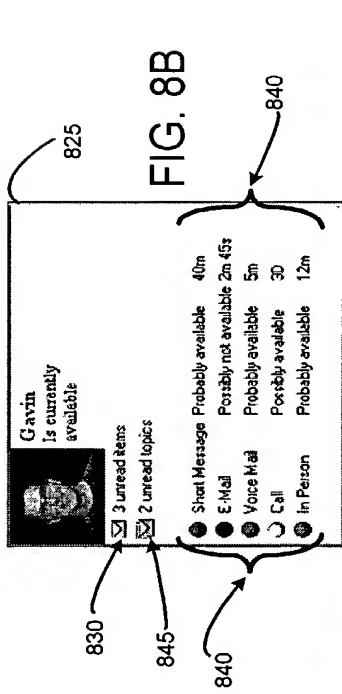 FIG. 8B
825
Gavin
Is currently
available
830
3 unread items
845
2 unread topics
Short Message Probably available 40m
E-Mail Possibly not available 2m 45s
Voice Mail Probably available 5m
Call Possibly available 30
In Person Probably available 12m
840
840